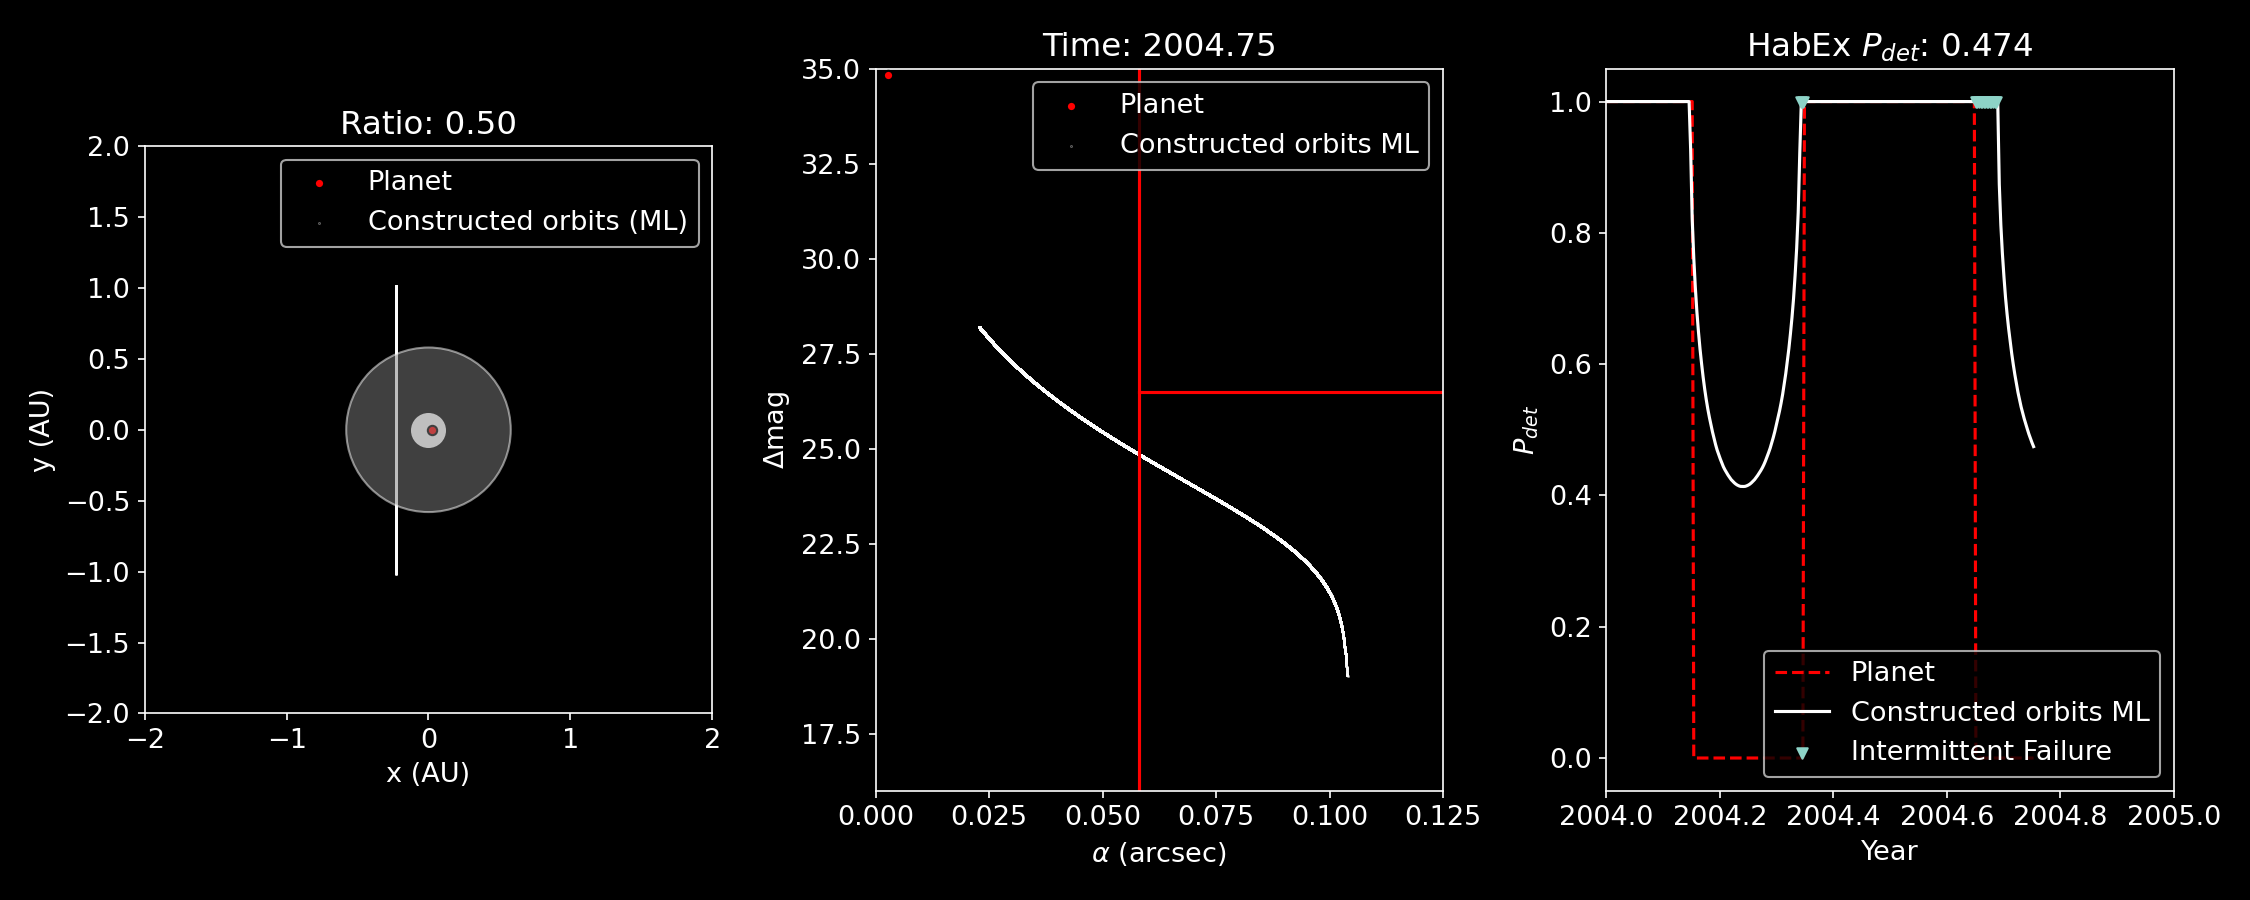 Ratio: 0.50
Planet
Constructed orbits (ML)
2.0
1.5
1.0
0.5
0.0
−0.5
−1.0
−1.5
−2.0
y (AU)
−2 −1 0 1 2
x (AU)
Time: 2004.75
Planet
Constructed orbits ML
35.0
32.5
30.0
27.5
25.0
22.5
20.0
17.5
Δmag
0.000 0.025 0.050 0.075 0.100 0.125
α (arcsec)
HabEx P_det: 0.474
1.0
0.8
0.6
0.4
0.2
0.0
P_det
Planet
Constructed orbits ML
Intermittent Failure
2004.0 2004.2 2004.4 2004.6 2004.8 2005.0
Year